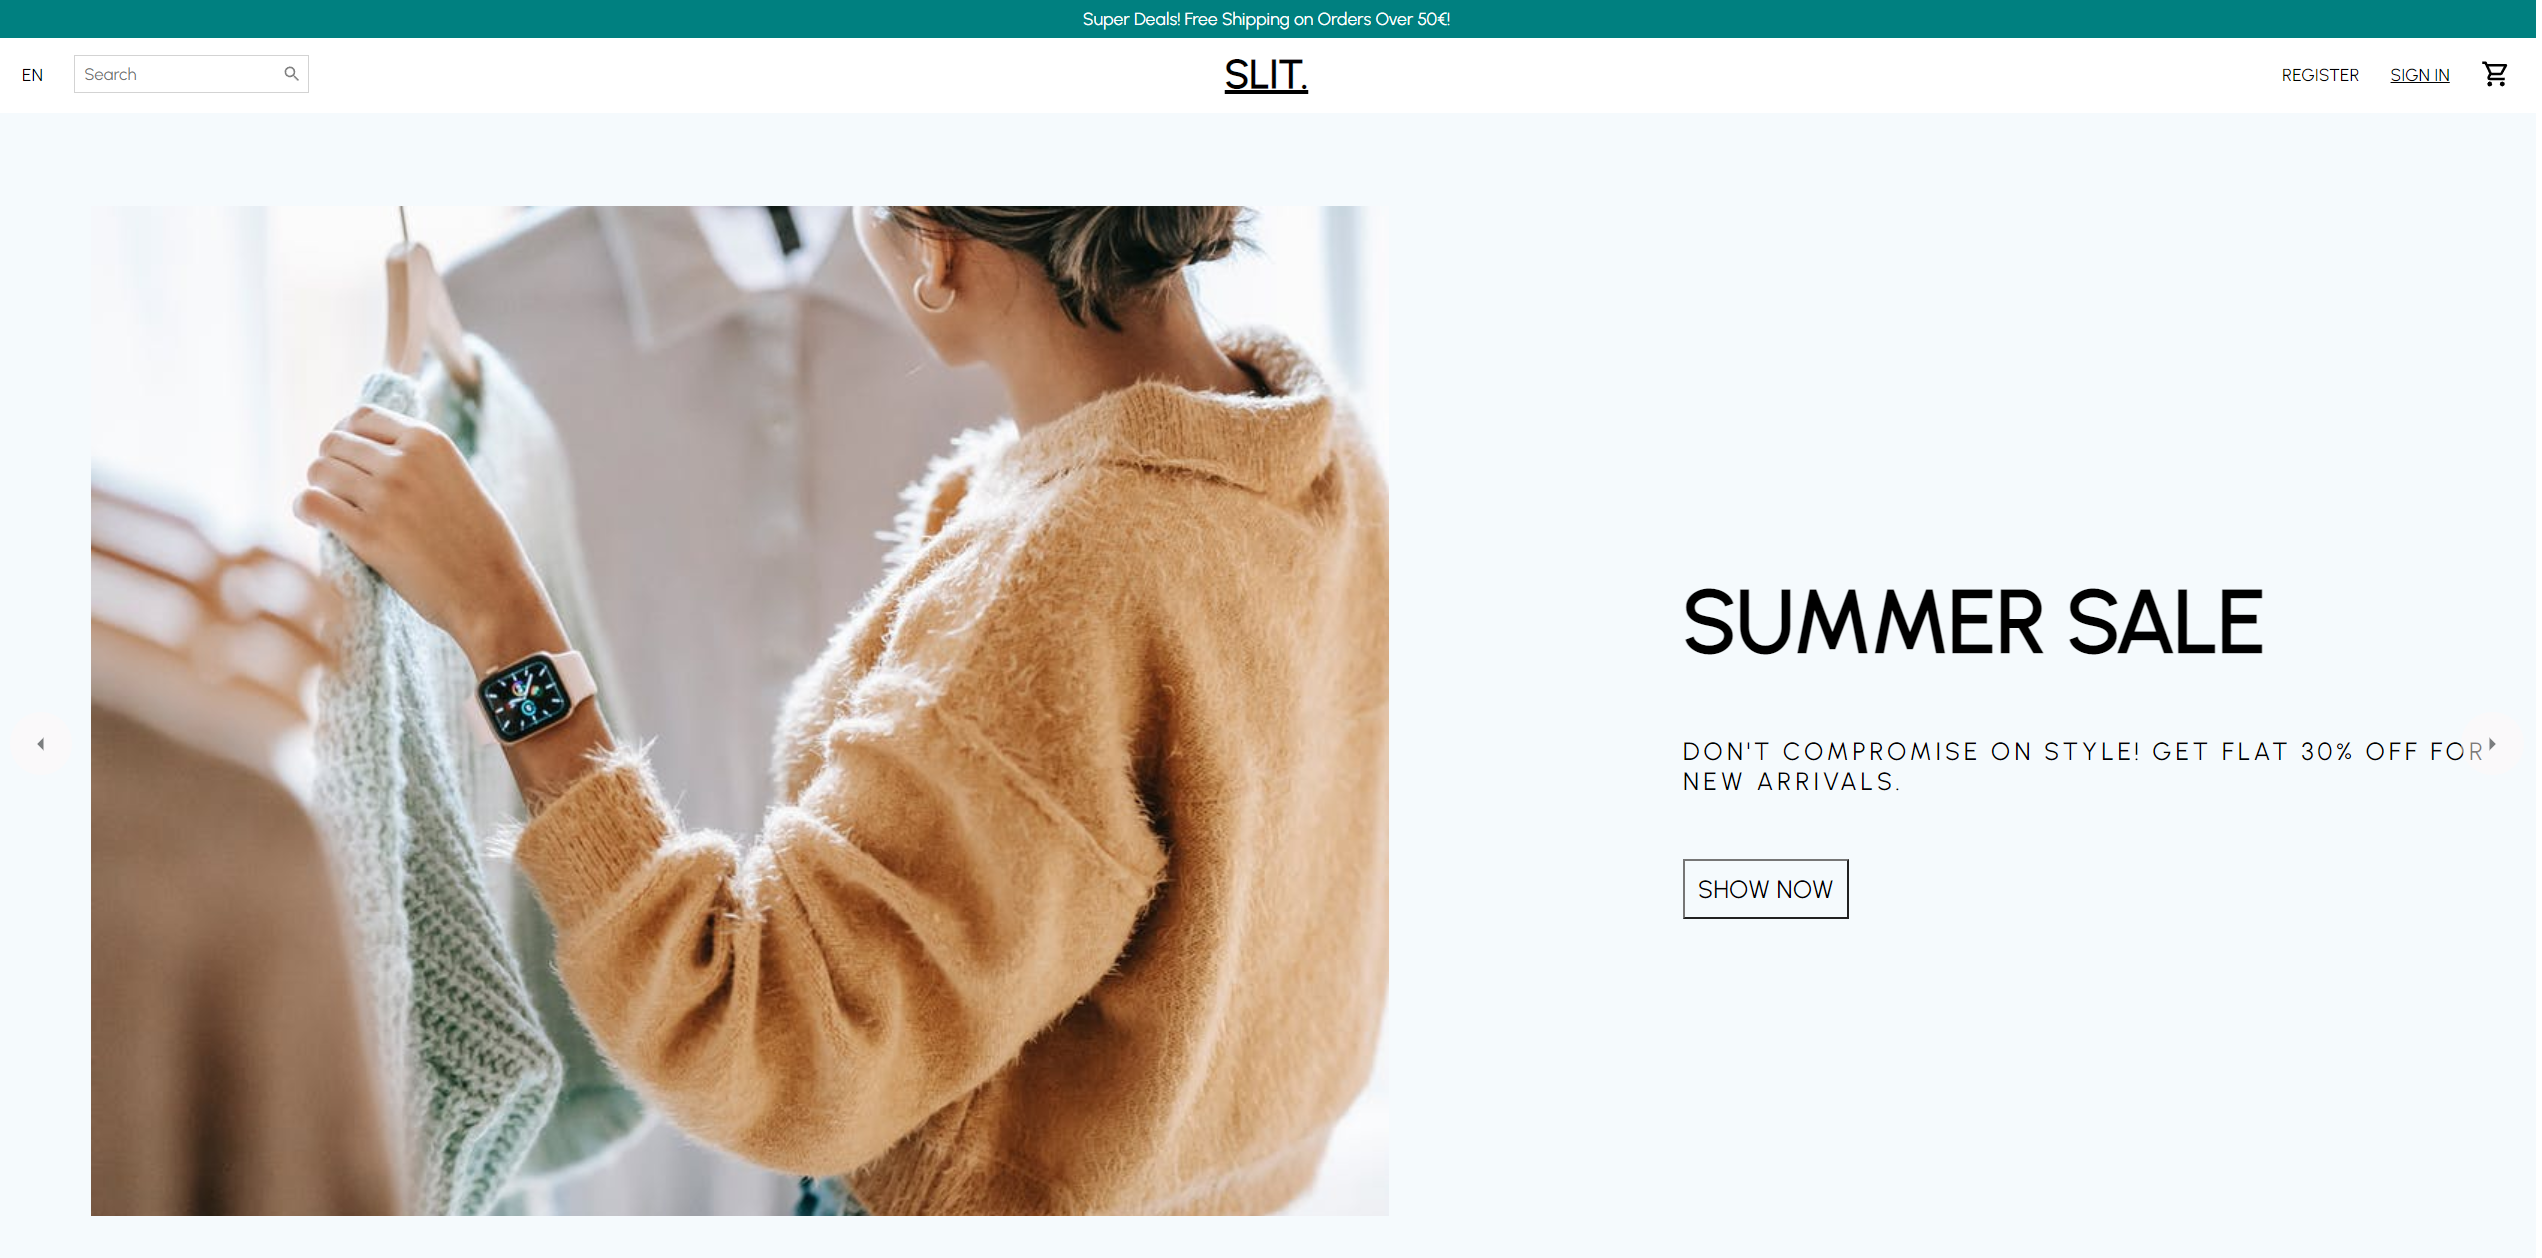 Super Deals! Free Shipping on Orders Over 50€!
EN
Search
SLIT.
REGISTER
SIGN IN
SUMMER SALE
DON'T COMPROMISE ON STYLE! GET FLAT 30% OFF FOR
NEW ARRIVALS.
SHOW NOW